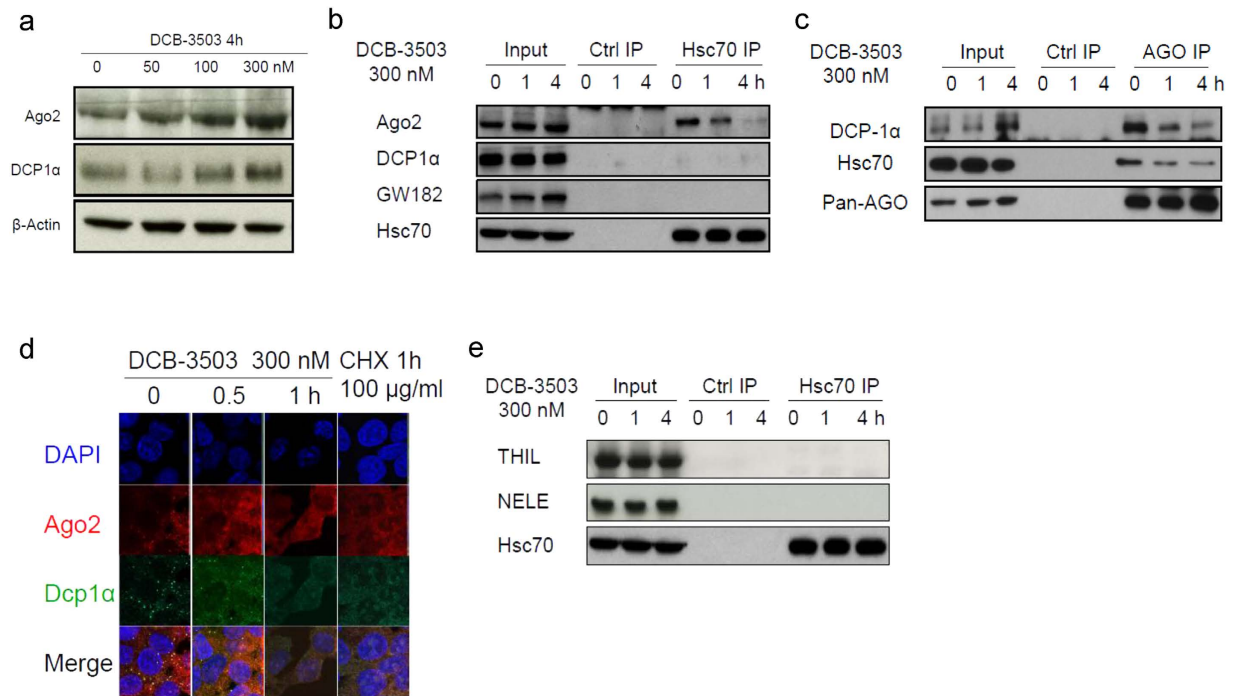 a
DCB-3503 4h
0 50 100 300 nM
Ago2
DCP1α
β-Actin
b
DCB-3503
300 nM
Input Ctrl IP Hsc70 IP
0 1 4 0 1 4 0 1 4 h
Ago2
DCP1α
GW182
Hsc70
c
DCB-3503
300 nM
Input Ctrl IP AGO IP
0 1 4 0 1 4 0 1 4 h
DCP-1α
Hsc70
Pan-AGO
d
DCB-3503 300 nM CHX 1h
0 0.5 1 h 100 µg/ml
DAPI
Ago2
Dcp1α
Merge
e
DCB-3503
300 nM
Input Ctrl IP Hsc70 IP
0 1 4 0 1 4 0 1 4 h
THIL
NELE
Hsc70